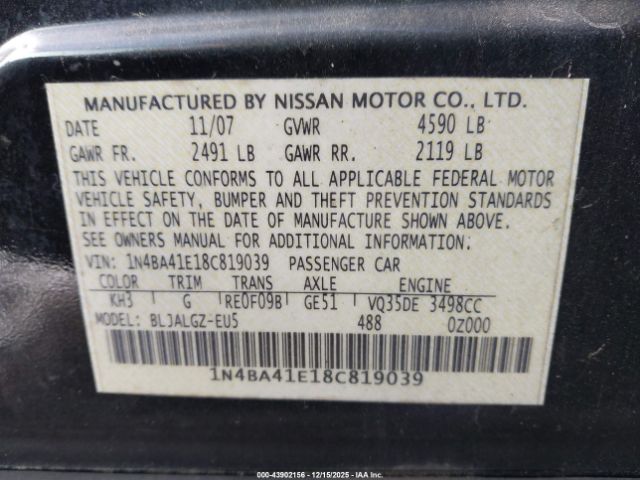 MANUFACTURED BY NISSAN MOTOR CO., LTD.
DATE 11/07 GVWR 4590 LB
GAWR FR. 2491 LB GAWR RR. 2119 LB
THIS VEHICLE CONFORMS TO ALL APPLICABLE FEDERAL MOTOR
VEHICLE SAFETY, BUMPER AND THEFT PREVENTION STANDARDS
IN EFFECT ON THE DATE OF MANUFACTURE SHOWN ABOVE.
SEE OWNERS MANUAL FOR ADDITIONAL INFORMATION.
VIN: 1N4BA41E18C819039 PASSENGER CAR
COLOR TRIM TRANS AXLE ENGINE
KH3 G RE0F09B GE51 VQ35DE 3498CC
MODEL: BLJALGZ-EU5 488 0Z000
1N4BA41E18C819039
000-43902156 - 12/15/2025 - IAA Inc.